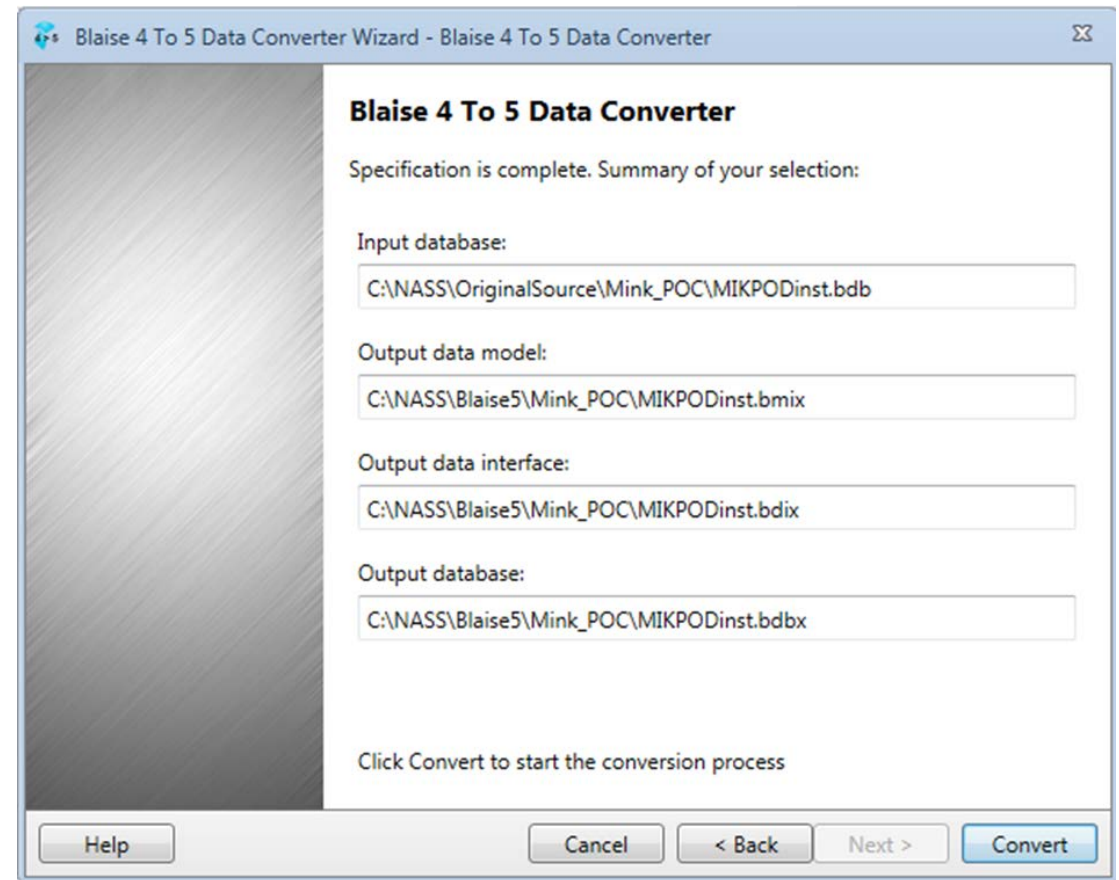 Blaise 4 To 5 Data Converter Wizard - Blaise 4 To 5 Data Converter
Blaise 4 To 5 Data Converter
Specification is complete. Summary of your selection:
Input database:
C:\NASS\OriginalSource\Mink_POC\MIKPODinst.bdb
Output data model:
C:\NASS\Blaise5\Mink_POC\MIKPODinst.bmix
Output data interface:
C:\NASS\Blaise5\Mink_POC\MIKPODinst.bdix
Output database:
C:\NASS\Blaise5\Mink_POC\MIKPODinst.bdbx
Click Convert to start the conversion process
Help Cancel < Back Next > Convert